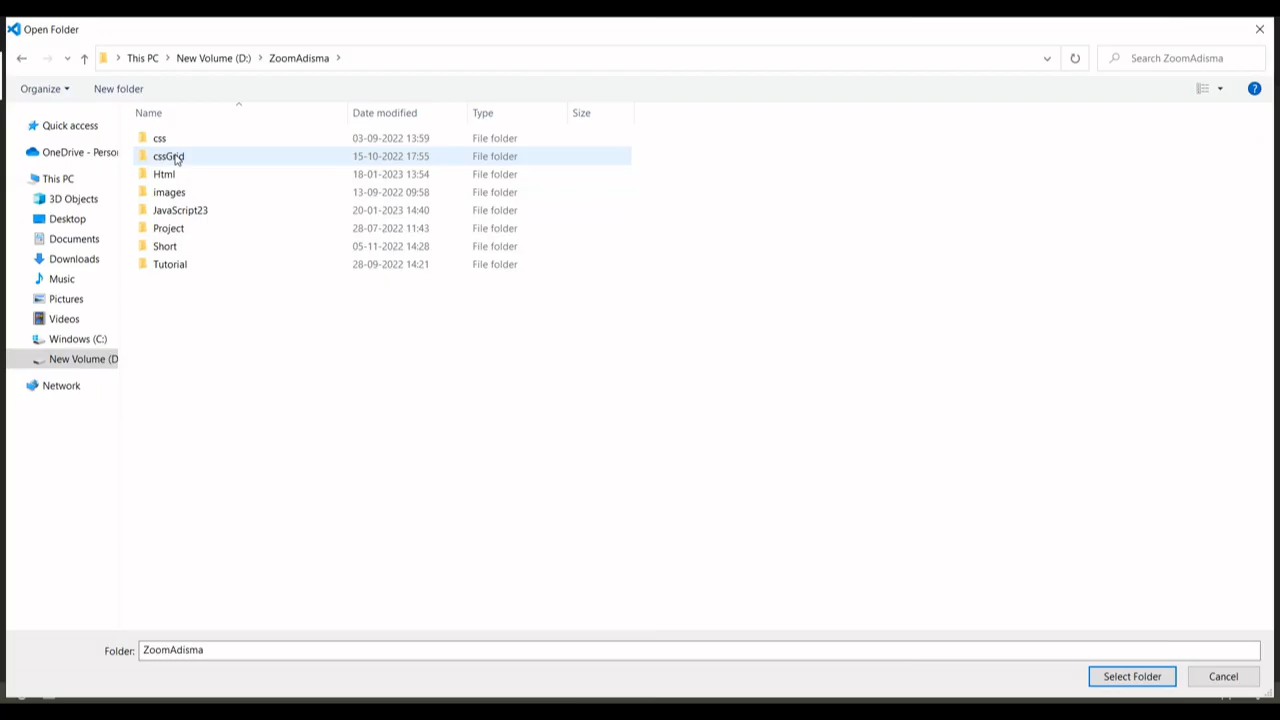 Open Folder
This PC New Volume (D:) ZoomAdisma
Search ZoomAdisma
Organize New folder
?
Name Date modified Type Size
Quick access
OneDrive - Perso
This PC
3D Objects
Desktop
Documents
Downloads
Music
Pictures
Videos
Windows (C:)
New Volume (D
Network
css 03-09-2022 13:59 File folder
cssGrid 15-10-2022 17:55 File folder
Html 18-01-2023 13:54 File folder
images 13-09-2022 09:58 File folder
JavaScript23 20-01-2023 14:40 File folder
Project 28-07-2022 11:43 File folder
Short 05-11-2022 14:28 File folder
Tutorial 28-09-2022 14:21 File folder
Folder: ZoomAdisma
Select Folder Cancel